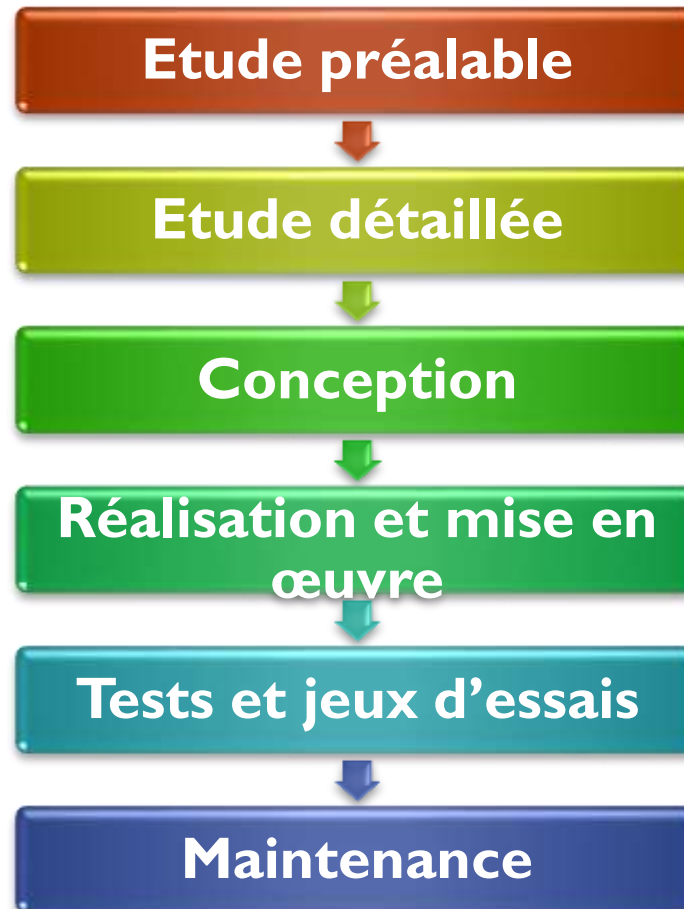 Etude préalable
Etude détaillée
Conception
Réalisation et mise en
œuvre
Tests et jeux d’essais
Maintenance